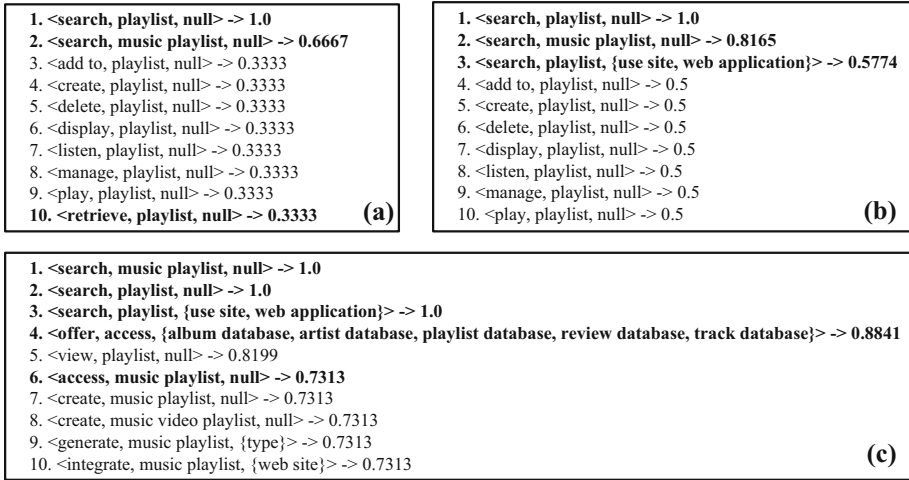 1. <search, playlist, null> -> 1.0
2. <search, music playlist, null> -> 0.6667
3. <add to, playlist, null> -> 0.3333
4. <create, playlist, null> -> 0.3333
5. <delete, playlist, null> -> 0.3333
6. <display, playlist, null> -> 0.3333
7. <listen, playlist, null> -> 0.3333
8. <manage, playlist, null> -> 0.3333
9. <play, playlist, null> -> 0.3333
10. <retrieve, playlist, null> -> 0.3333
(a)
1. <search, playlist, null> -> 1.0
2. <search, music playlist, null> -> 0.8165
3. <search, playlist, {use site, web application}> -> 0.5774
4. <add to, playlist, null> -> 0.5
5. <create, playlist, null> -> 0.5
6. <delete, playlist, null> -> 0.5
7. <display, playlist, null> -> 0.5
8. <listen, playlist, null> -> 0.5
9. <manage, playlist, null> -> 0.5
10. <play, playlist, null> -> 0.5
(b)
1. <search, music playlist, null> -> 1.0
2. <search, playlist, null> -> 1.0
3. <search, playlist, {use site, web application}> -> 1.0
4. <offer, access, {album database, artist database, playlist database, review database, track database}> -> 0.8841
5. <view, playlist, null> -> 0.8199
6. <access, music playlist, null> -> 0.7313
7. <create, music playlist, null> -> 0.7313
8. <create, music video playlist, null> -> 0.7313
9. <generate, music playlist, {type}> -> 0.7313
10. <integrate, music playlist, {web site}> -> 0.7313
(c)